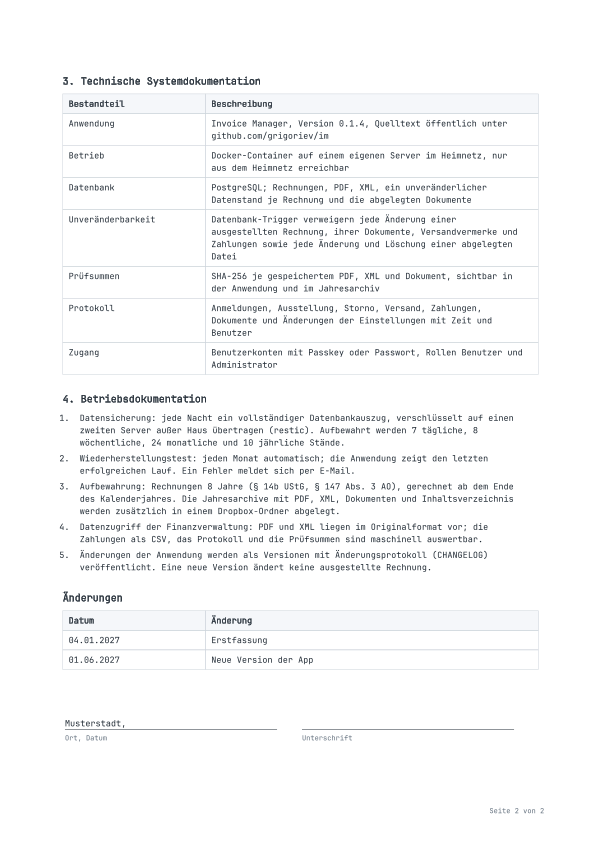 3. Technische Systemdokumentation
Bestandteil
Beschreibung
Anwendung
Invoice Manager, Version 0.1.4, Quelltext öffentlich unter
github.com/grigoriev/im
Betrieb
Docker-Container auf einem eigenen Server im Heimnetz, nur
aus dem Heimnetz erreichbar
Datenbank
PostgreSQL; Rechnungen, PDF, XML, ein unveränderlicher
Datenstand je Rechnung und die abgelegten Dokumente
Unveränderbarkeit
Datenbank-Trigger verweigern jede Änderung einer
ausgestellten Rechnung, ihrer Dokumente, Versandvermerke und
Zahlungen sowie jede Änderung und Löschung einer abgelegten
Datei
Prüfsummen
SHA-256 je gespeichertem PDF, XML und Dokument, sichtbar in
der Anwendung und im Jahresarchiv
Protokoll
Anmeldungen, Ausstellung, Storno, Versand, Zahlungen,
Dokumente und Änderungen der Einstellungen mit Zeit und
Benutzer
Zugang
Benutzerkonten mit Passkey oder Passwort, Rollen Benutzer und
Administrator
4. Betriebsdokumentation
1. Datensicherung: jede Nacht ein vollständiger Datenbankauszug, verschlüsselt auf einen
zweiten Server außer Haus übertragen (restic). Aufbewahrt werden 7 tägliche, 8
wöchentliche, 24 monatliche und 10 jährliche Stände.
2. Wiederherstellungstest: jeden Monat automatisch; die Anwendung zeigt den letzten
erfolgreichen Lauf. Ein Fehler meldet sich per E-Mail.
3. Aufbewahrung: Rechnungen 8 Jahre (§ 14b UStG, § 147 Abs. 3 AO), gerechnet ab dem Ende
des Kalenderjahres. Die Jahresarchive mit PDF, XML, Dokumenten und Inhaltsverzeichnis
werden zusätzlich in einem Dropbox-Ordner abgelegt.
4. Datenzugriff der Finanzverwaltung: PDF und XML liegen im Originalformat vor; die
Zahlungen als CSV, das Protokoll und die Prüfsummen sind maschinell auswertbar.
5. Änderungen der Anwendung werden als Versionen mit Änderungsprotokoll (CHANGELOG)
veröffentlicht. Eine neue Version ändert keine ausgestellte Rechnung.
Änderungen
Datum
Änderung
04.01.2027
Erstfassung
01.06.2027
Neue Version der App
Musterstadt,
Ort, Datum
Unterschrift
Seite 2 von 2